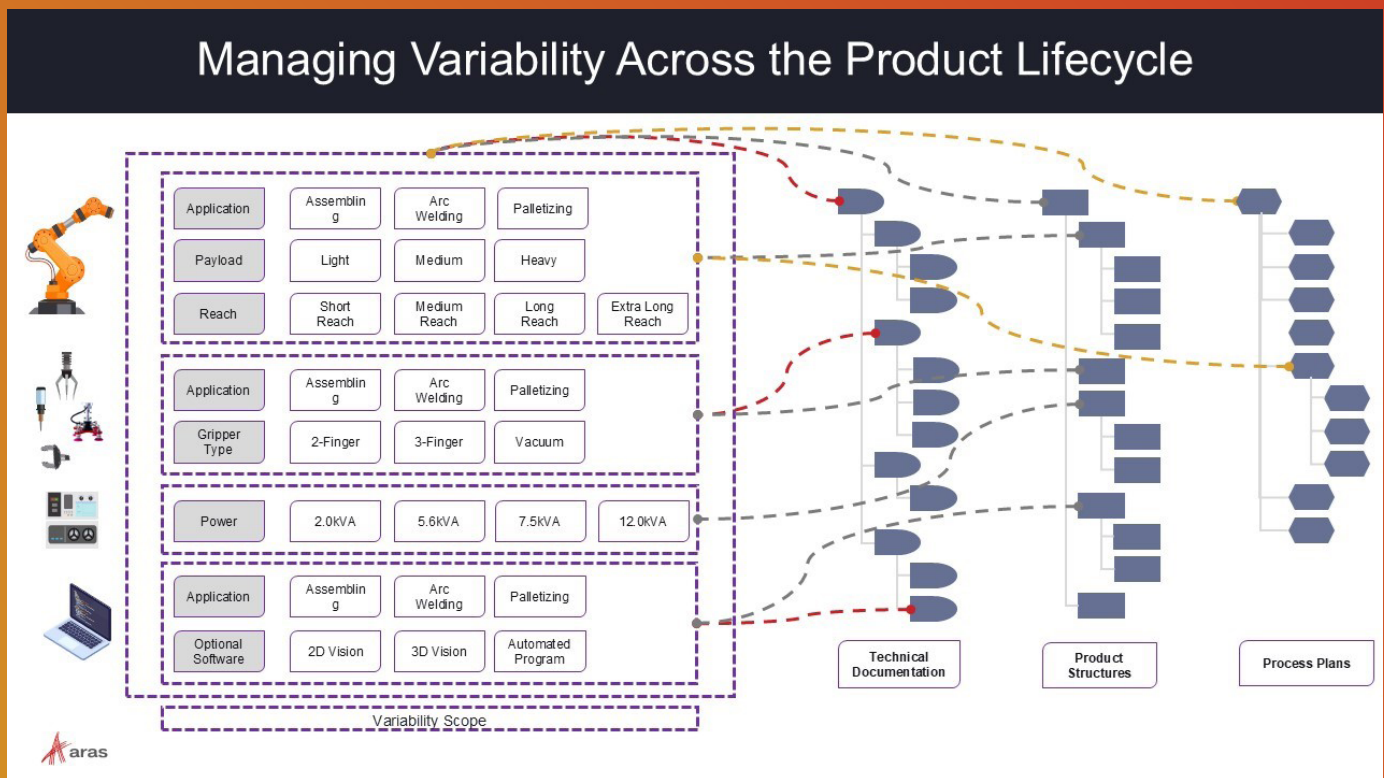 Managing Variability Across the Product Lifecycle
Application
Assemblin
g
Arc
Welding
Palletizing
Payload
Light
Medium
Heavy
Reach
Short
Reach
Medium
Reach
Long
Reach
Extra Long
Reach
Application
Assemblin
g
Arc
Welding
Palletizing
Gripper
Type
2-Finger
3-Finger
Vacuum
Power
2.0kVA
5.6kVA
7.5kVA
12.0kVA
Application
Assemblin
g
Arc
Welding
Palletizing
Optional
Software
2D Vision
3D Vision
Automated
Program
Technical
Documentation
Product
Structures
Process Plans
Variability Scope
aras